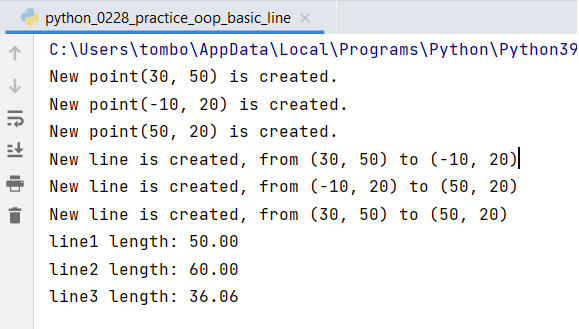 python_0228_practice_oop_basic_line
C:\Users\tombo\AppData\Local\Programs\Python\Python39
New point(30, 50) is created.
New point(-10, 20) is created.
New point(50, 20) is created.
New line is created, from (30, 50) to (-10, 20)
New line is created, from (-10, 20) to (50, 20)
New line is created, from (30, 50) to (50, 20)
line1 length: 50.00
line2 length: 60.00
line3 length: 36.06